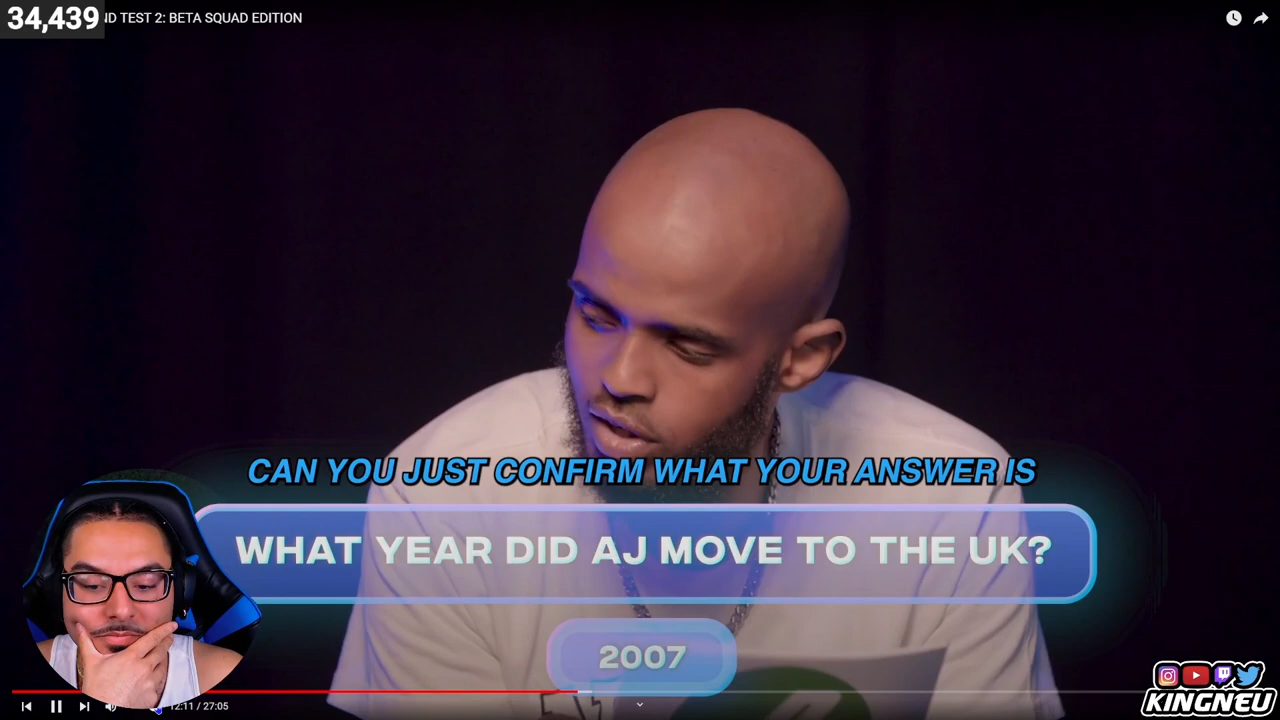 34,439
ND TEST 2: BETA SQUAD EDITION
CAN YOU JUST CONFIRM WHAT YOUR ANSWER IS
WHAT YEAR DID AJ MOVE TO THE UK?
2007
12:11 / 27:05
KINGNEU